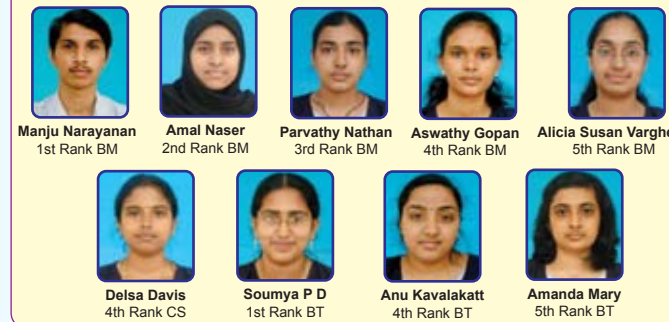 Manju Narayanan
1st Rank BM
Amal Naser
2nd Rank BM
Parvathy Nathan
3rd Rank BM
Aswathy Gopan
4th Rank BM
Alicia Susan Varghe
5th Rank BM
Delsa Davis
4th Rank CS
Soumya P D
1st Rank BT
Anu Kavalakatt
4th Rank BT
Amanda Mary
5th Rank BT